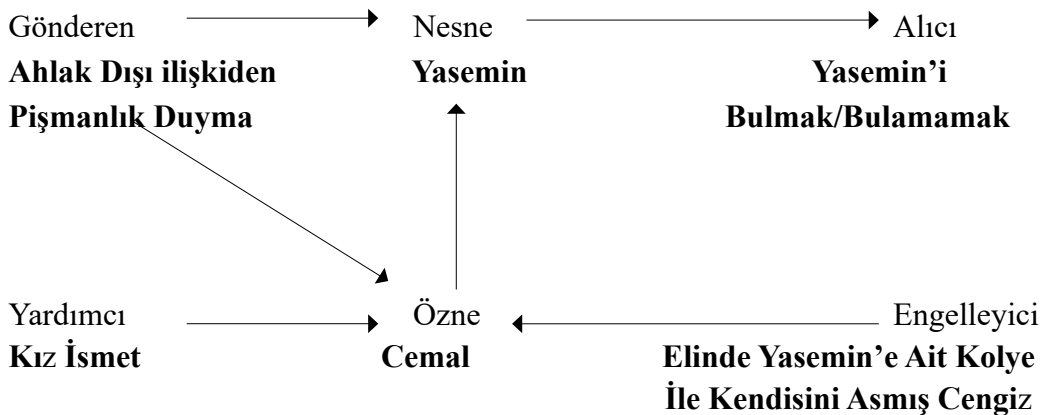 Gönderen Nesne Alıcı
Ahlak Dışı ilişkiden Yasemin Yasemin’i
Pişmanlık Duyma Bulmak/Bulamamak
Yardımcı Özne Engelleyici
Kız İsmet Cemal Elinde Yasemin’e Ait Kolye
İle Kendisini Asmış Cengiz